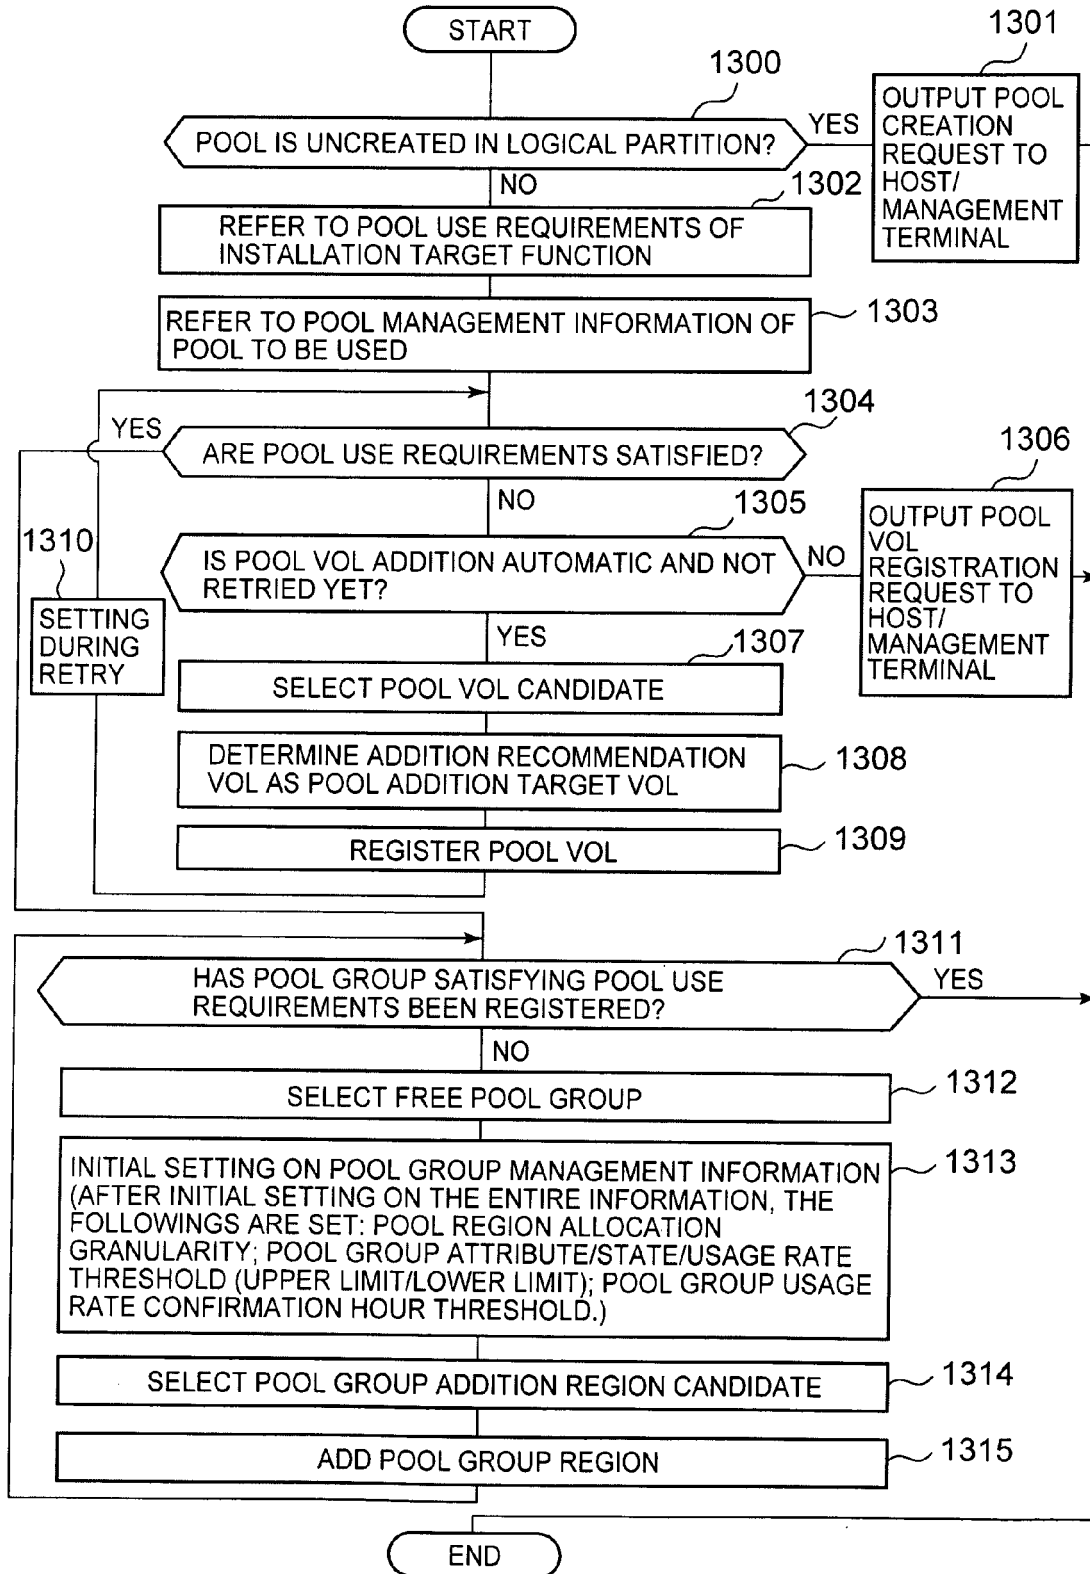 START
1300
1301
POOL IS UNCREATED IN LOGICAL PARTITION?
YES
OUTPUT POOL
CREATION
REQUEST TO
HOST/
MANAGEMENT
TERMINAL
NO
1302
REFER TO POOL USE REQUIREMENTS OF
INSTALLATION TARGET FUNCTION
1303
REFER TO POOL MANAGEMENT INFORMATION OF
POOL TO BE USED
1304
YES
ARE POOL USE REQUIREMENTS SATISFIED?
1306
NO
1305
IS POOL VOL ADDITION AUTOMATIC AND NOT
RETRIED YET?
NO
OUTPUT POOL
VOL
REGISTRATION
REQUEST TO
HOST/
MANAGEMENT
TERMINAL
1310
SETTING
DURING
RETRY
YES
1307
SELECT POOL VOL CANDIDATE
DETERMINE ADDITION RECOMMENDATION
VOL AS POOL ADDITION TARGET VOL
1308
REGISTER POOL VOL
1309
1311
HAS POOL GROUP SATISFYING POOL USE
REQUIREMENTS BEEN REGISTERED?
YES
NO
SELECT FREE POOL GROUP
1312
INITIAL SETTING ON POOL GROUP MANAGEMENT INFORMATION
(AFTER INITIAL SETTING ON THE ENTIRE INFORMATION, THE
FOLLOWINGS ARE SET: POOL REGION ALLOCATION
GRANULARITY; POOL GROUP ATTRIBUTE/STATE/USAGE RATE
THRESHOLD (UPPER LIMIT/LOWER LIMIT); POOL GROUP USAGE
RATE CONFIRMATION HOUR THRESHOLD.)
1313
SELECT POOL GROUP ADDITION REGION CANDIDATE
1314
ADD POOL GROUP REGION
1315
END